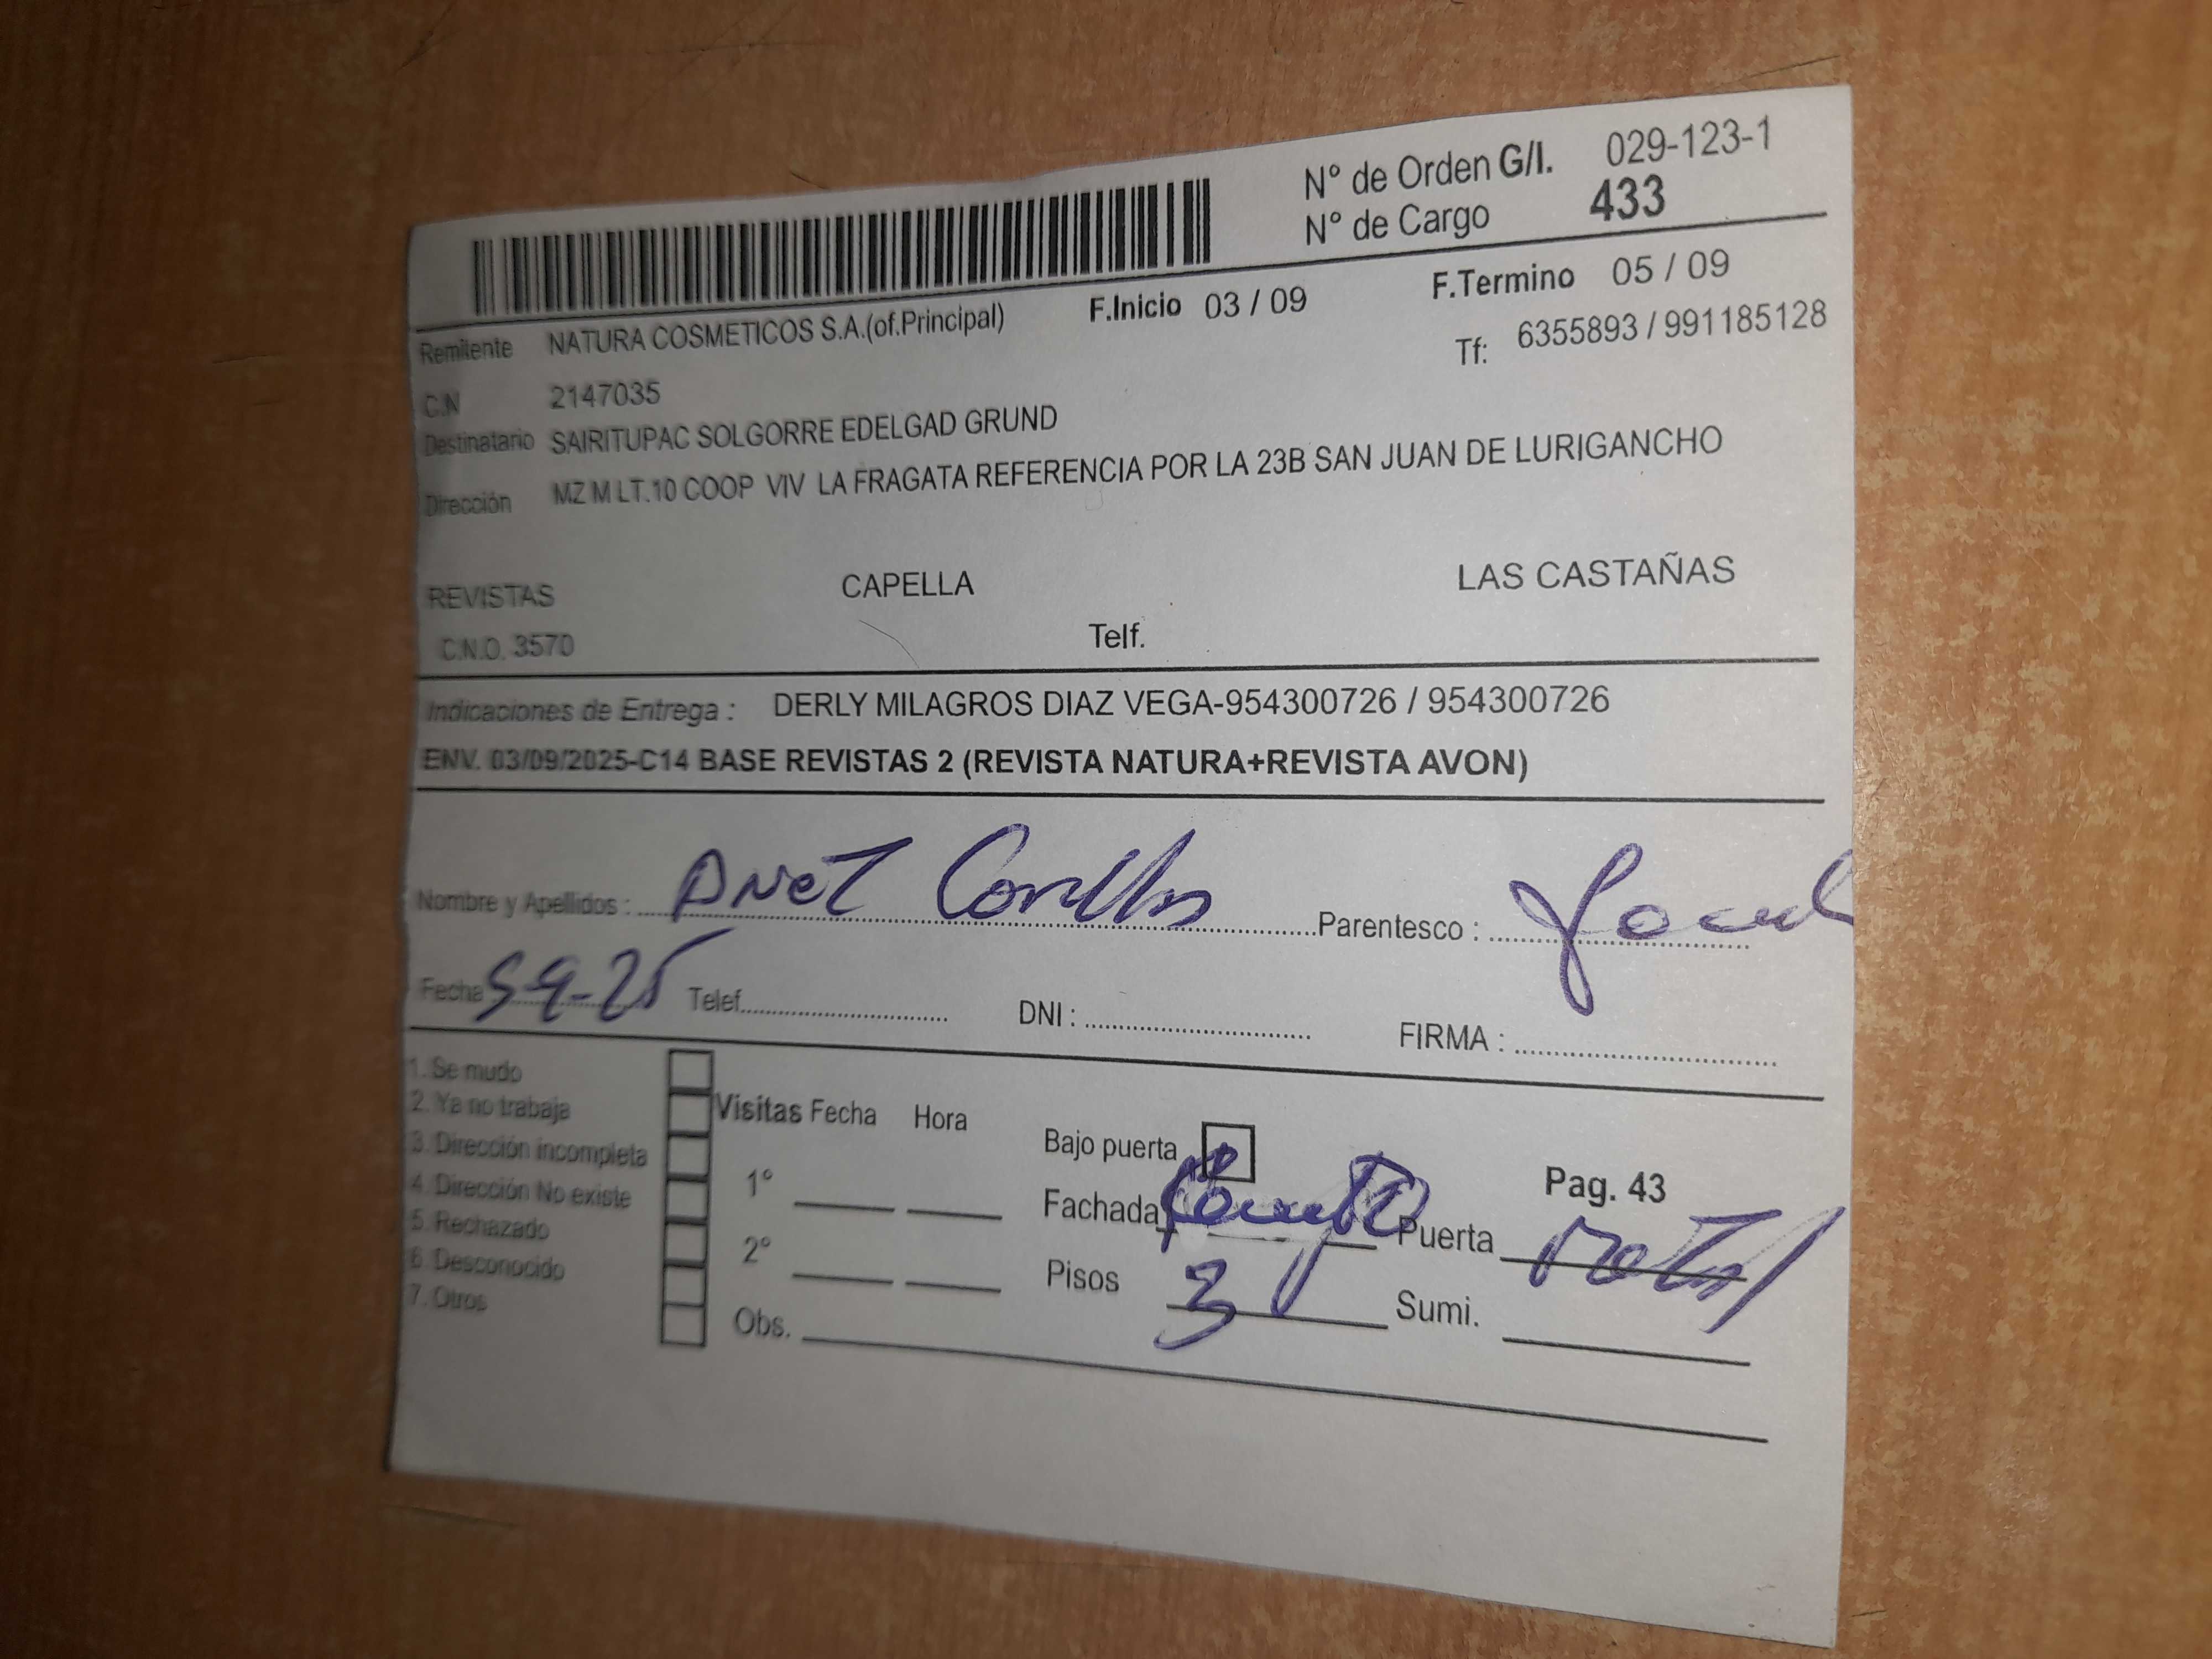 N° de Orden G/I. 029-123-1
N° de Cargo 433
F.Inicio 03 / 09 F.Termino 05 / 09
Remitente NATURA COSMETICOS S.A.(of.Principal) Tf: 6355893 / 991185128
C.N 2147035
Destinatario SAIRITUPAC SOLGORRE EDELGAD GRUND
Dirección MZ M LT.10 COOP VIV LA FRAGATA REFERENCIA POR LA 23B SAN JUAN DE LURIGANCHO
REVISTAS CAPELLA LAS CASTAÑAS
C.N.O. 3570 Telf.
Indicaciones de Entrega : DERLY MILAGROS DIAZ VEGA-954300726 / 954300726
ENV. 03/09/2025-C14 BASE REVISTAS 2 (REVISTA NATURA+REVISTA AVON)
Nombre y Apellidos : Parentesco :
Fecha 5 9-25 Telef. DNI : FIRMA :
1. Se mudo
2. Ya no trabaja Visitas Fecha Hora
3. Dirección incompleta Bajo puerta
4. Dirección No existe 1° Fachada Pag. 43
5. Rechazado Puerta
6. Desconocido 2° Pisos 3
7. Otros Obs. Sumi.